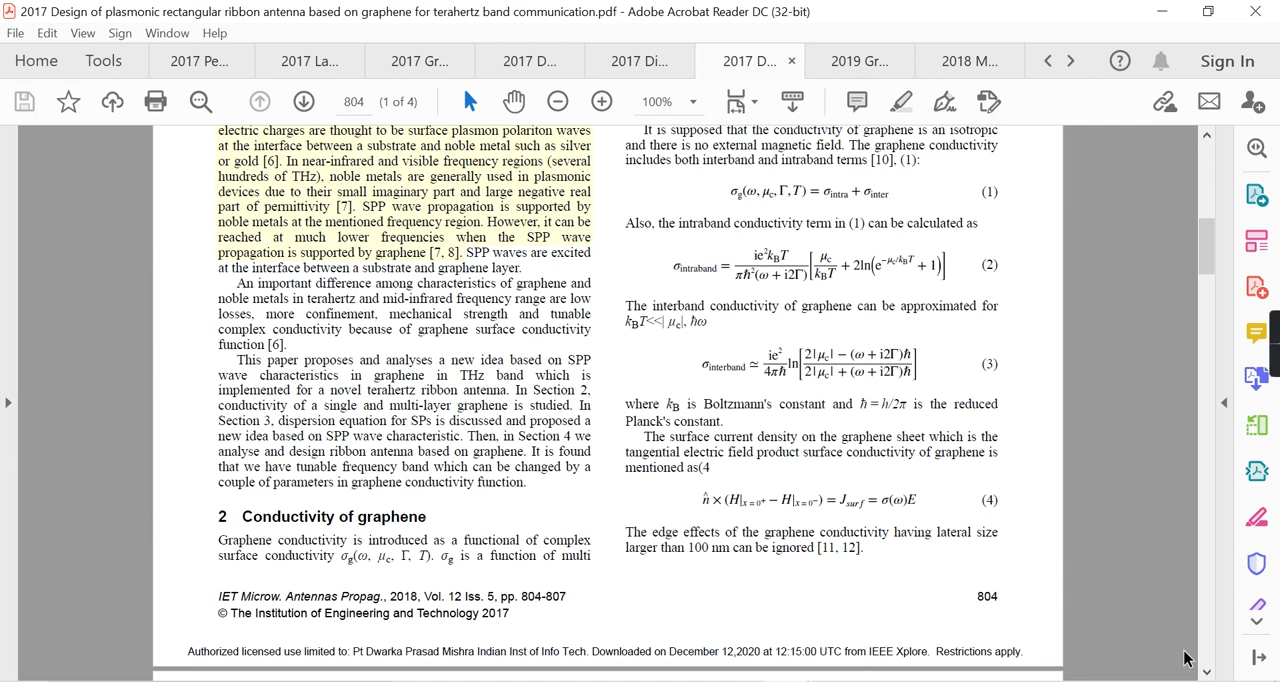 2017 Design of plasmonic rectangular ribbon antenna based on graphene for terahertz band communication.pdf - Adobe Acrobat Reader DC (32-bit)
File Edit View Sign Window Help
Home Tools 2017 Pe... 2017 La... 2017 Gr... 2017 D... 2017 Di... 2017 D... × 2019 Gr... 2018 M... Sign In
804 (1 of 4) 100%
electric charges are thought to be surface plasmon polariton waves
at the interface between a substrate and noble metal such as silver
or gold [6]. In near-infrared and visible frequency regions (several
hundreds of THz), noble metals are generally used in plasmonic
devices due to their small imaginary part and large negative real
part of permittivity [7]. SPP wave propagation is supported by
noble metals at the mentioned frequency region. However, it can be
reached at much lower frequencies when the SPP wave
propagation is supported by graphene [7, 8]. SPP waves are excited
at the interface between a substrate and graphene layer.
An important difference among characteristics of graphene and
noble metals in terahertz and mid-infrared frequency range are low
losses, more confinement, mechanical strength and tunable
complex conductivity because of graphene surface conductivity
function [6].
This paper proposes and analyses a new idea based on SPP
wave characteristics in graphene in THz band which is
implemented for a novel terahertz ribbon antenna. In Section 2,
conductivity of a single and multi-layer graphene is studied. In
Section 3, dispersion equation for SPs is discussed and proposed a
new idea based on SPP wave characteristic. Then, in Section 4 we
analyse and design ribbon antenna based on graphene. It is found
that we have tunable frequency band which can be changed by a
couple of parameters in graphene conductivity function.
2 Conductivity of graphene
Graphene conductivity is introduced as a functional of complex
surface conductivity σg(ω, μc, Γ, T). σg is a function of multi
It is supposed that the conductivity of graphene is an isotropic
and there is no external magnetic field. The graphene conductivity
includes both interband and intraband terms [10], (1):
σg(ω, μc, Γ, T) = σintra + σinter (1)
Also, the intraband conductivity term in (1) can be calculated as
σintraband = ie²kBT / πħ²(ω + i2Γ) [μc / kBT + 2ln(e^−μc/kBT + 1)] (2)
The interband conductivity of graphene can be approximated for
kBT<<| μc|, ħω
σinterband ≃ ie² / 4πħ ln[2|μc| − (ω + i2Γ)ħ / 2|μc| + (ω + i2Γ)ħ] (3)
where kB is Boltzmann's constant and ħ = h/2π is the reduced
Planck's constant.
The surface current density on the graphene sheet which is the
tangential electric field product surface conductivity of graphene is
mentioned as(4
n̂ × (H|x = 0⁺ − H|x = 0⁻) = Jsurf = σ(ω)E (4)
The edge effects of the graphene conductivity having lateral size
larger than 100 nm can be ignored [11, 12].
IET Microw. Antennas Propag., 2018, Vol. 12 Iss. 5, pp. 804-807 804
© The Institution of Engineering and Technology 2017
Authorized licensed use limited to: Pt Dwarka Prasad Mishra Indian Inst of Info Tech. Downloaded on December 12,2020 at 12:15:00 UTC from IEEE Xplore. Restrictions apply.